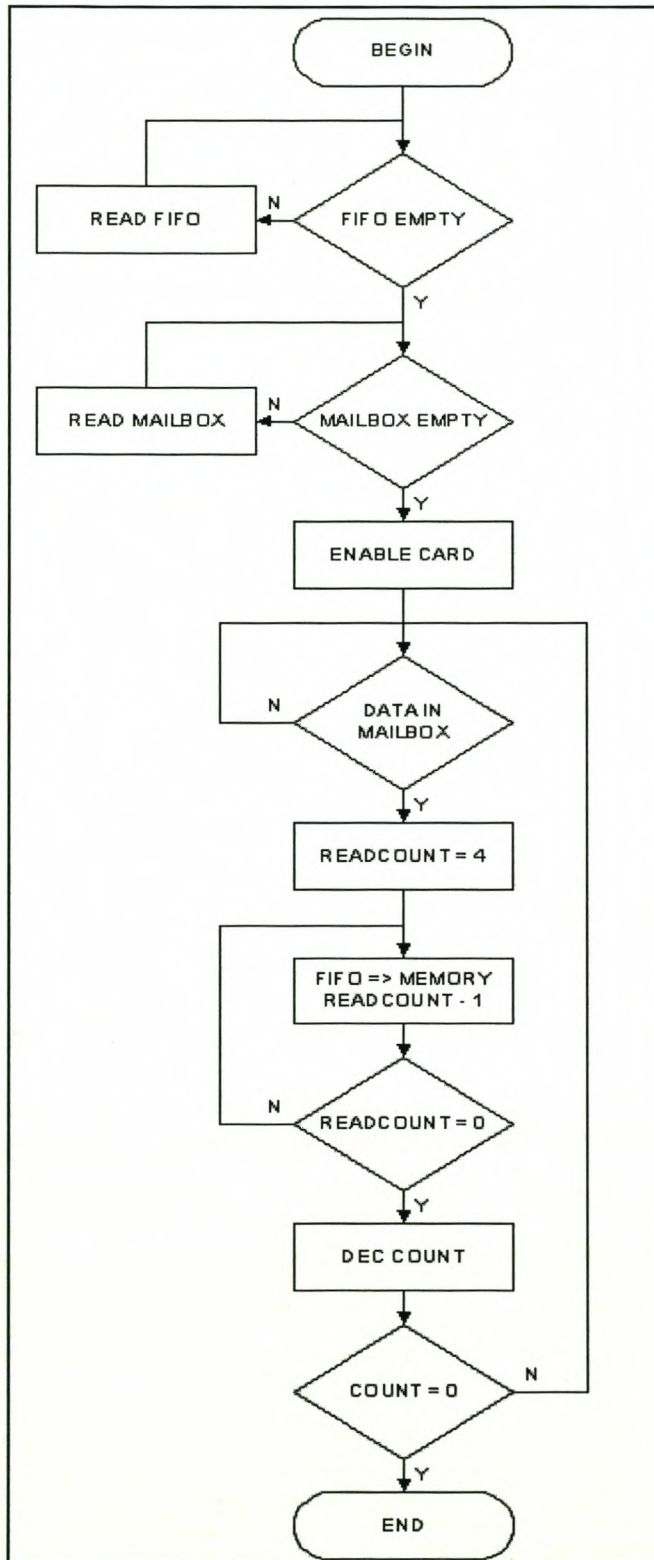 BEGIN
FIFO EMPTY
N
READ FIFO
Y
MAILBOX EMPTY
N
READ MAILBOX
Y
ENABLE CARD
DATA IN
MAILBOX
N
Y
READCOUNT = 4
FIFO => MEMORY
READCOUNT - 1
READCOUNT = 0
N
Y
DEC COUNT
COUNT = 0
N
Y
END